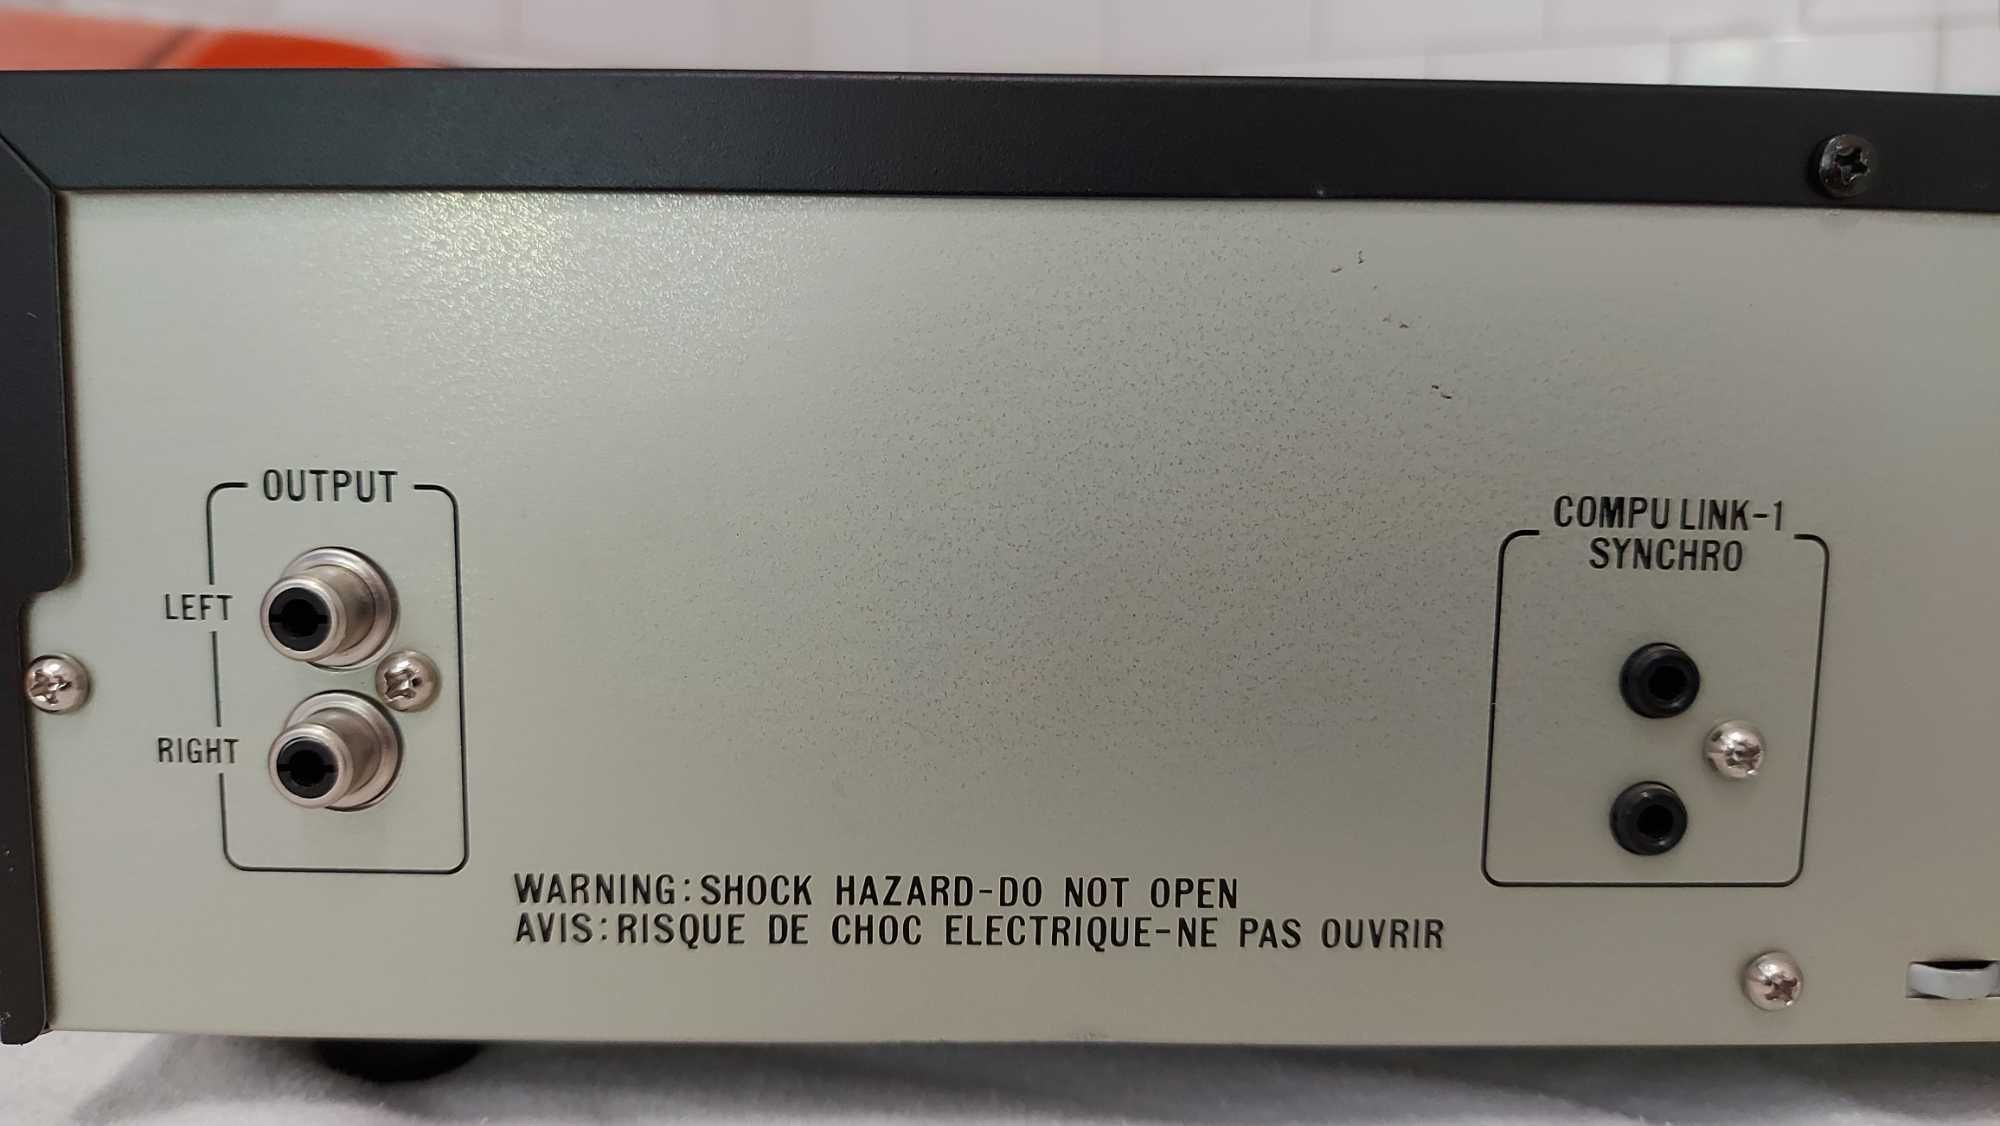 OUTPUT
LEFT
RIGHT
COMPU LINK-1
SYNCHRO
WARNING:SHOCK HAZARD-DO NOT OPEN
AVIS:RISQUE DE CHOC ELECTRIQUE-NE PAS OUVRIR